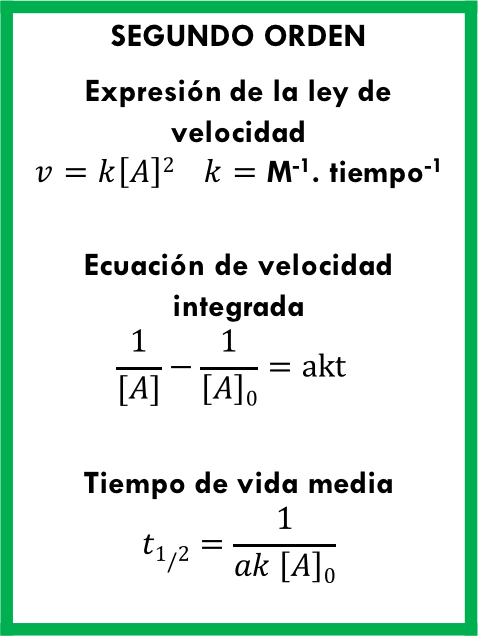 SEGUNDO ORDEN
Expresión de la ley de
velocidad
𝑣 = 𝑘[𝐴]² 𝑘 = M⁻¹. tiempo⁻¹
Ecuación de velocidad
integrada
1/[𝐴] − 1/[𝐴]₀ = akt
Tiempo de vida media
𝑡₁/₂ = 1/(𝑎𝑘 [𝐴]₀)